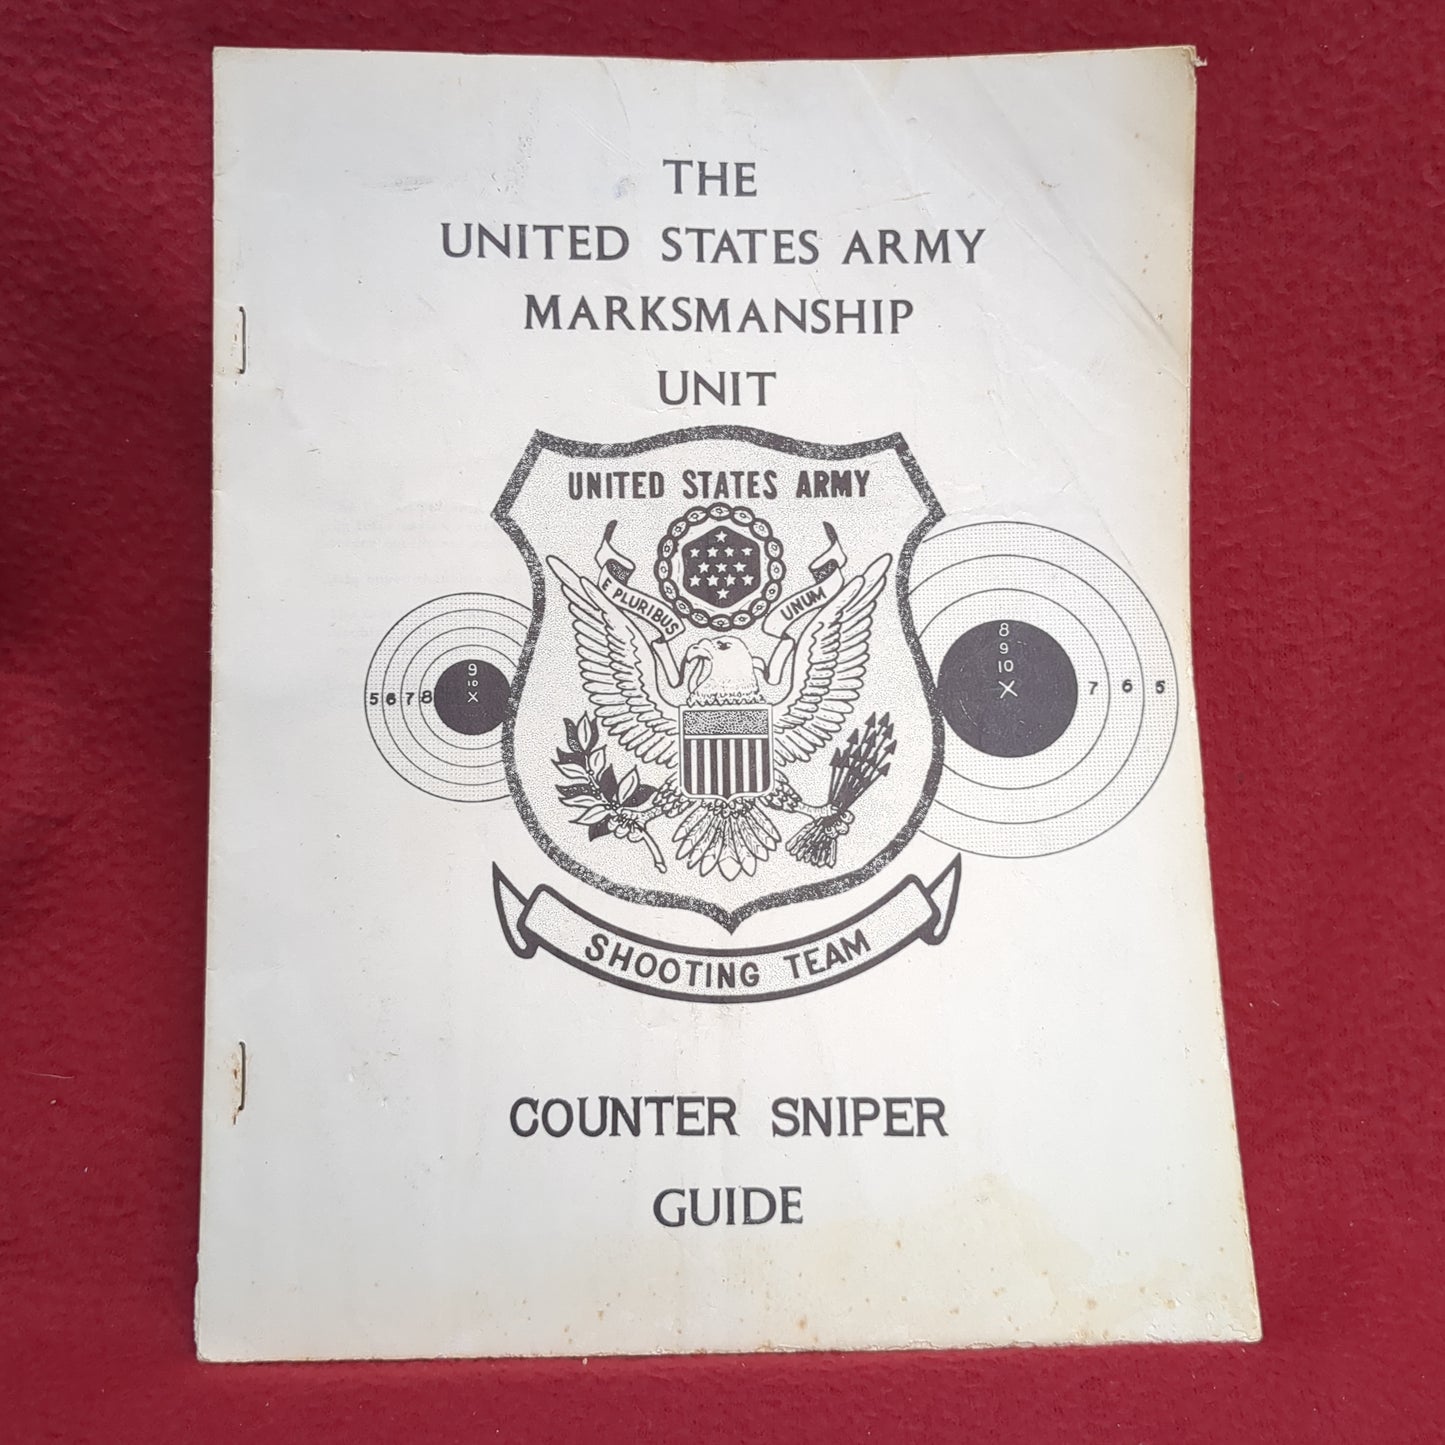 THE
UNITED STATES ARMY
MARKSMANSHIP
UNIT
UNITED STATES ARMY
E PLURIBUS UNUM
5 6 7 8 9 10 X
8
9
10
X 7 6 5
SHOOTING TEAM
COUNTER SNIPER
GUIDE